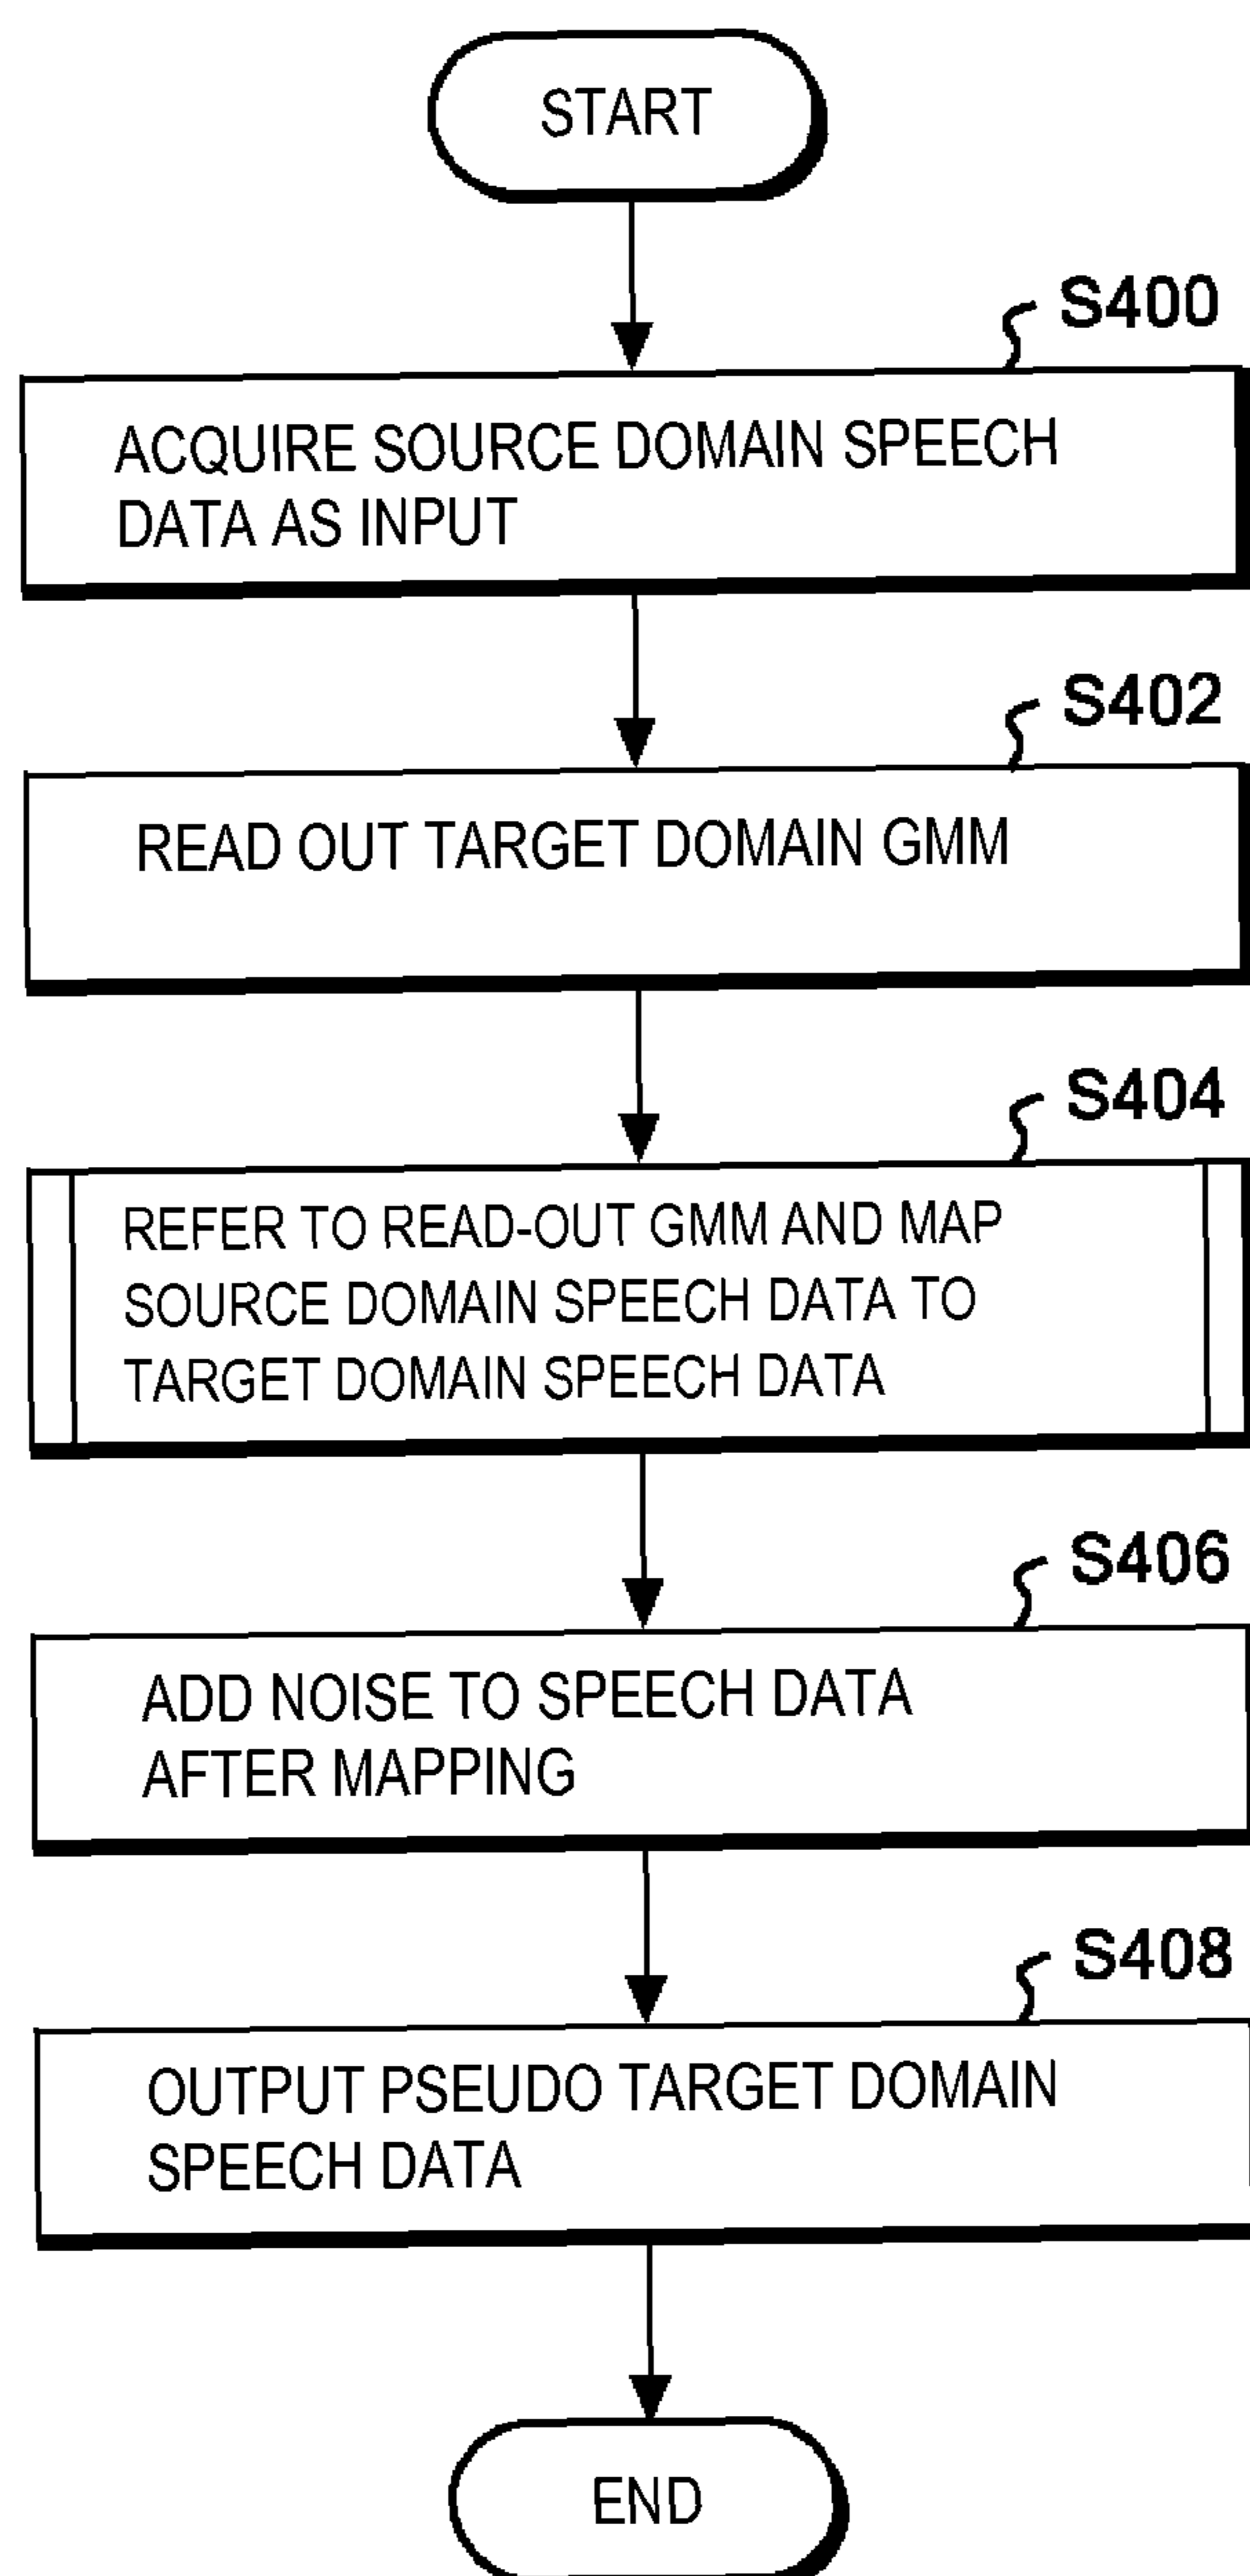 START
S400
ACQUIRE SOURCE DOMAIN SPEECH
DATA AS INPUT
S402
READ OUT TARGET DOMAIN GMM
S404
REFER TO READ-OUT GMM AND MAP
SOURCE DOMAIN SPEECH DATA TO
TARGET DOMAIN SPEECH DATA
S406
ADD NOISE TO SPEECH DATA
AFTER MAPPING
S408
OUTPUT PSEUDO TARGET DOMAIN
SPEECH DATA
END